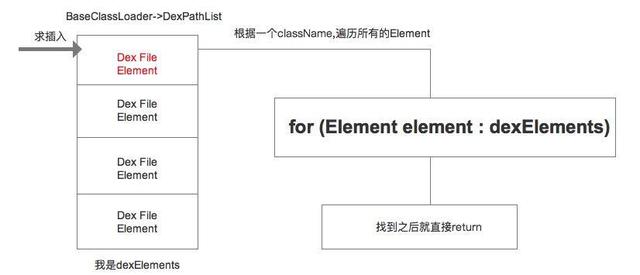 BaseClassLoader->DexPathList
求插入
根据一个className,遍历所有的Element
Dex File
Element
Dex File
Element
Dex File
Element
Dex File
Element
for (Element element : dexElements)
找到之后就直接return
我是dexElements